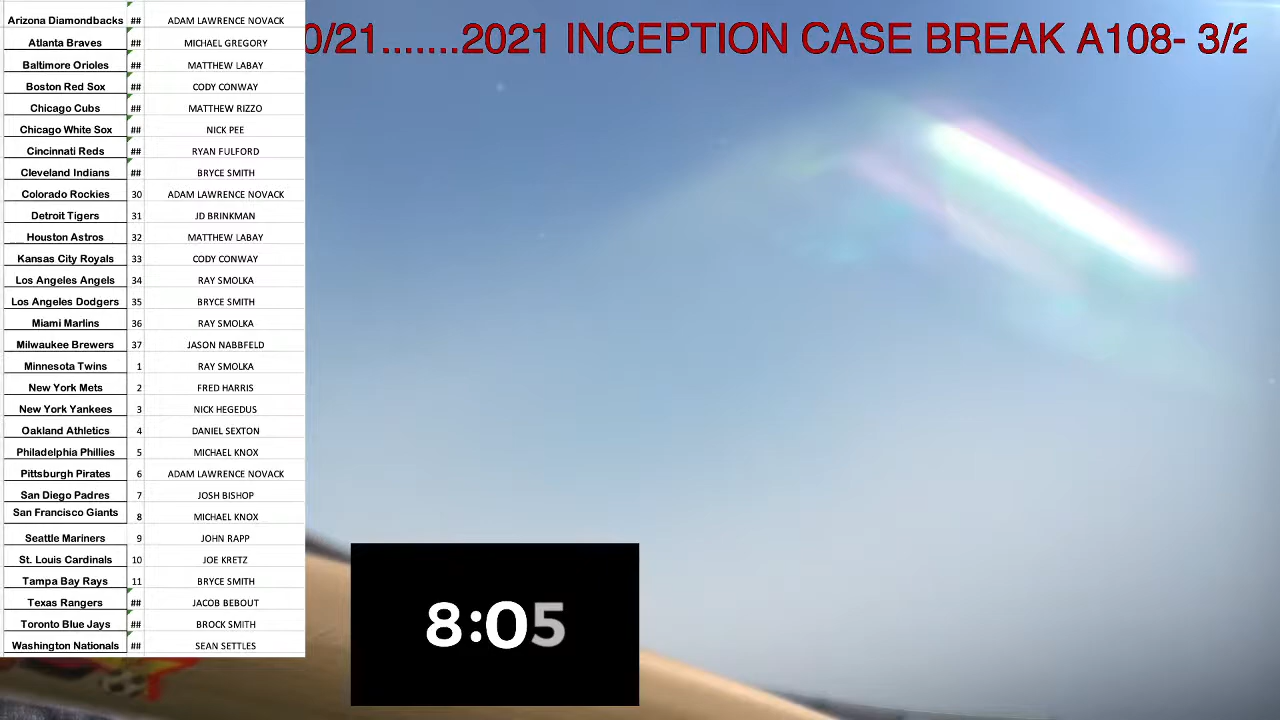 0/21.......2021 INCEPTION CASE BREAK A108- 3/2
Arizona Diamondbacks ## ADAM LAWRENCE NOVACK
Atlanta Braves ## MICHAEL GREGORY
Baltimore Orioles ## MATTHEW LABAY
Boston Red Sox ## CODY CONWAY
Chicago Cubs ## MATTHEW RIZZO
Chicago White Sox ## NICK PEE
Cincinnati Reds ## RYAN FULFORD
Cleveland Indians ## BRYCE SMITH
Colorado Rockies 30 ADAM LAWRENCE NOVACK
Detroit Tigers 31 JD BRINKMAN
Houston Astros 32 MATTHEW LABAY
Kansas City Royals 33 CODY CONWAY
Los Angeles Angels 34 RAY SMOLKA
Los Angeles Dodgers 35 BRYCE SMITH
Miami Marlins 36 RAY SMOLKA
Milwaukee Brewers 37 JASON NABBFELD
Minnesota Twins 1 RAY SMOLKA
New York Mets 2 FRED HARRIS
New York Yankees 3 NICK HEGEDUS
Oakland Athletics 4 DANIEL SEXTON
Philadelphia Phillies 5 MICHAEL KNOX
Pittsburgh Pirates 6 ADAM LAWRENCE NOVACK
San Diego Padres 7 JOSH BISHOP
San Francisco Giants 8 MICHAEL KNOX
Seattle Mariners 9 JOHN RAPP
St. Louis Cardinals 10 JOE KRETZ
Tampa Bay Rays 11 BRYCE SMITH
Texas Rangers ## JACOB BEBOUT
Toronto Blue Jays ## BROCK SMITH
Washington Nationals ## SEAN SETTLES
8:05